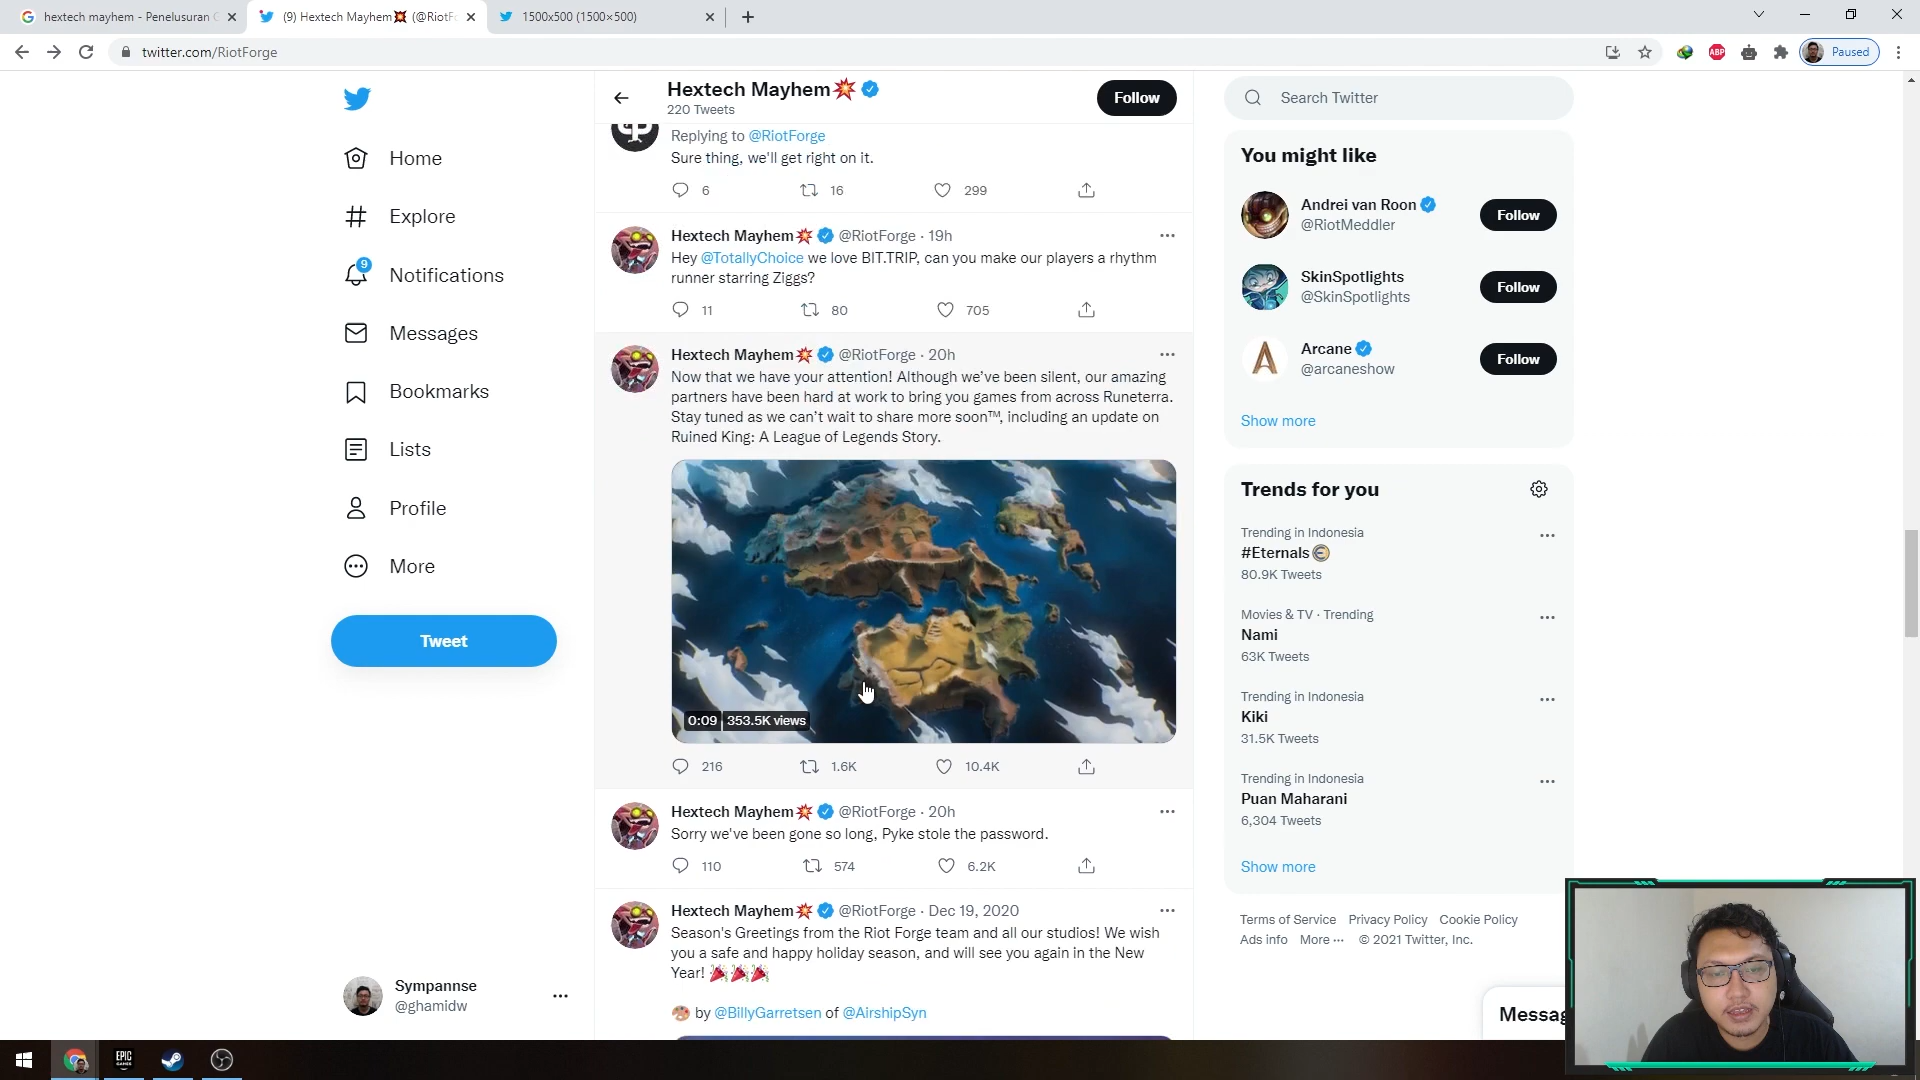 hextech mayhem - Penelusuran G
(9) Hextech Mayhem💥 (@RiotFo
1500x500 (1500×500)
twitter.com/RiotForge
ABP
Paused
Home
Explore
9
Notifications
Messages
Bookmarks
Lists
Profile
More
Tweet
Sympannse
@ghamidw
Hextech Mayhem💥
220 Tweets
Follow
Replying to @RiotForge
Sure thing, we'll get right on it.
6 16 299
Hextech Mayhem💥 @RiotForge · 19h
Hey @TotallyChoice we love BIT.TRIP, can you make our players a rhythm
runner starring Ziggs?
11 80 705
Hextech Mayhem💥 @RiotForge · 20h
Now that we have your attention! Although we’ve been silent, our amazing
partners have been hard at work to bring you games from across Runeterra.
Stay tuned as we can’t wait to share more soon™, including an update on
Ruined King: A League of Legends Story.
0:09 353.5K views
216 1.6K 10.4K
Hextech Mayhem💥 @RiotForge · 20h
Sorry we've been gone so long, Pyke stole the password.
110 574 6.2K
Hextech Mayhem💥 @RiotForge · Dec 19, 2020
Season's Greetings from the Riot Forge team and all our studios! We wish
you a safe and happy holiday season, and will see you again in the New
Year! 🎉🎉🎉
🎨 by @BillyGarretsen of @AirshipSyn
Search Twitter
You might like
Andrei van Roon
@RiotMeddler
Follow
SkinSpotlights
@SkinSpotlights
Follow
Arcane
@arcaneshow
Follow
Show more
Trends for you
Trending in Indonesia
#Eternals
80.9K Tweets
Movies & TV · Trending
Nami
63K Tweets
Trending in Indonesia
Kiki
31.5K Tweets
Trending in Indonesia
Puan Maharani
6,304 Tweets
Show more
Terms of Service Privacy Policy Cookie Policy
Ads info More ··· © 2021 Twitter, Inc.
Messag
EPIC
GAMES